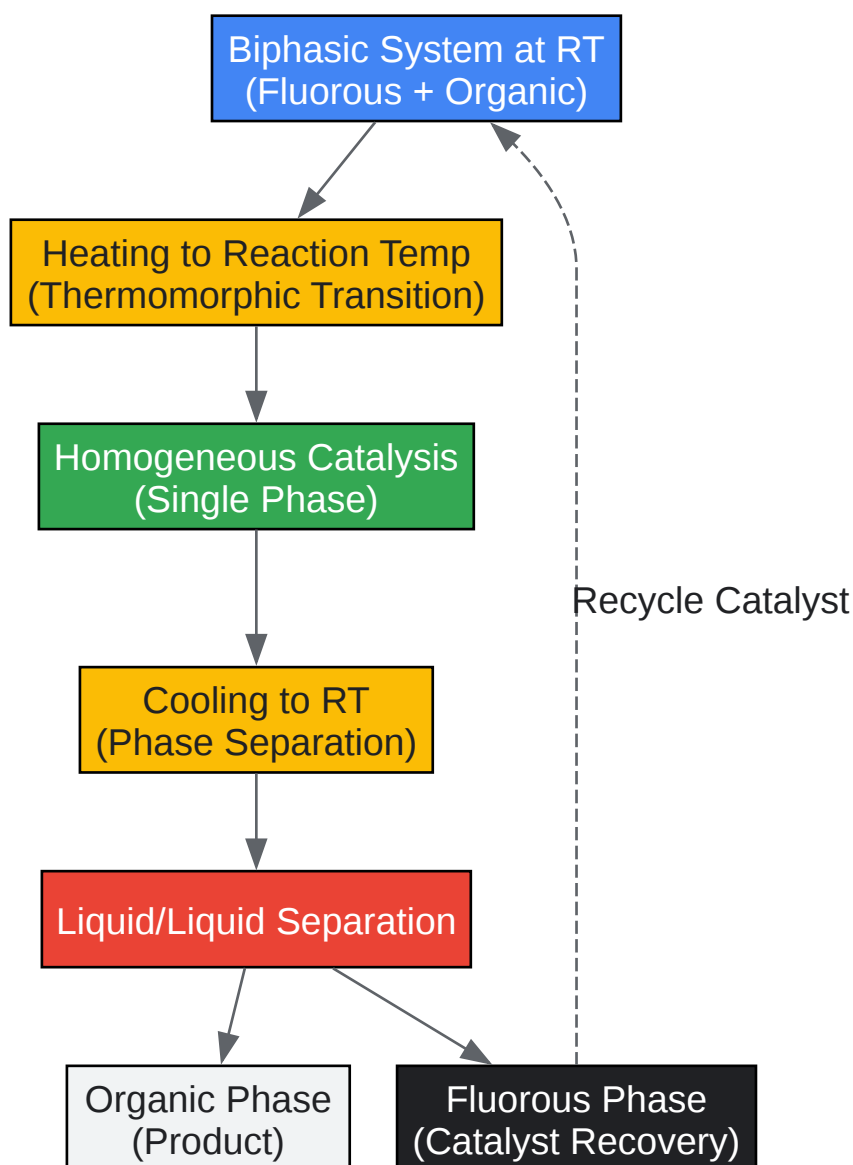 Biphasic System at RT
(Fluorous + Organic)
Heating to Reaction Temp
(Thermomorphic Transition)
Homogeneous Catalysis
(Single Phase)
Recycle Catalyst
Cooling to RT
(Phase Separation)
Liquid/Liquid Separation
Organic Phase
(Product)
Fluorous Phase
(Catalyst Recovery)